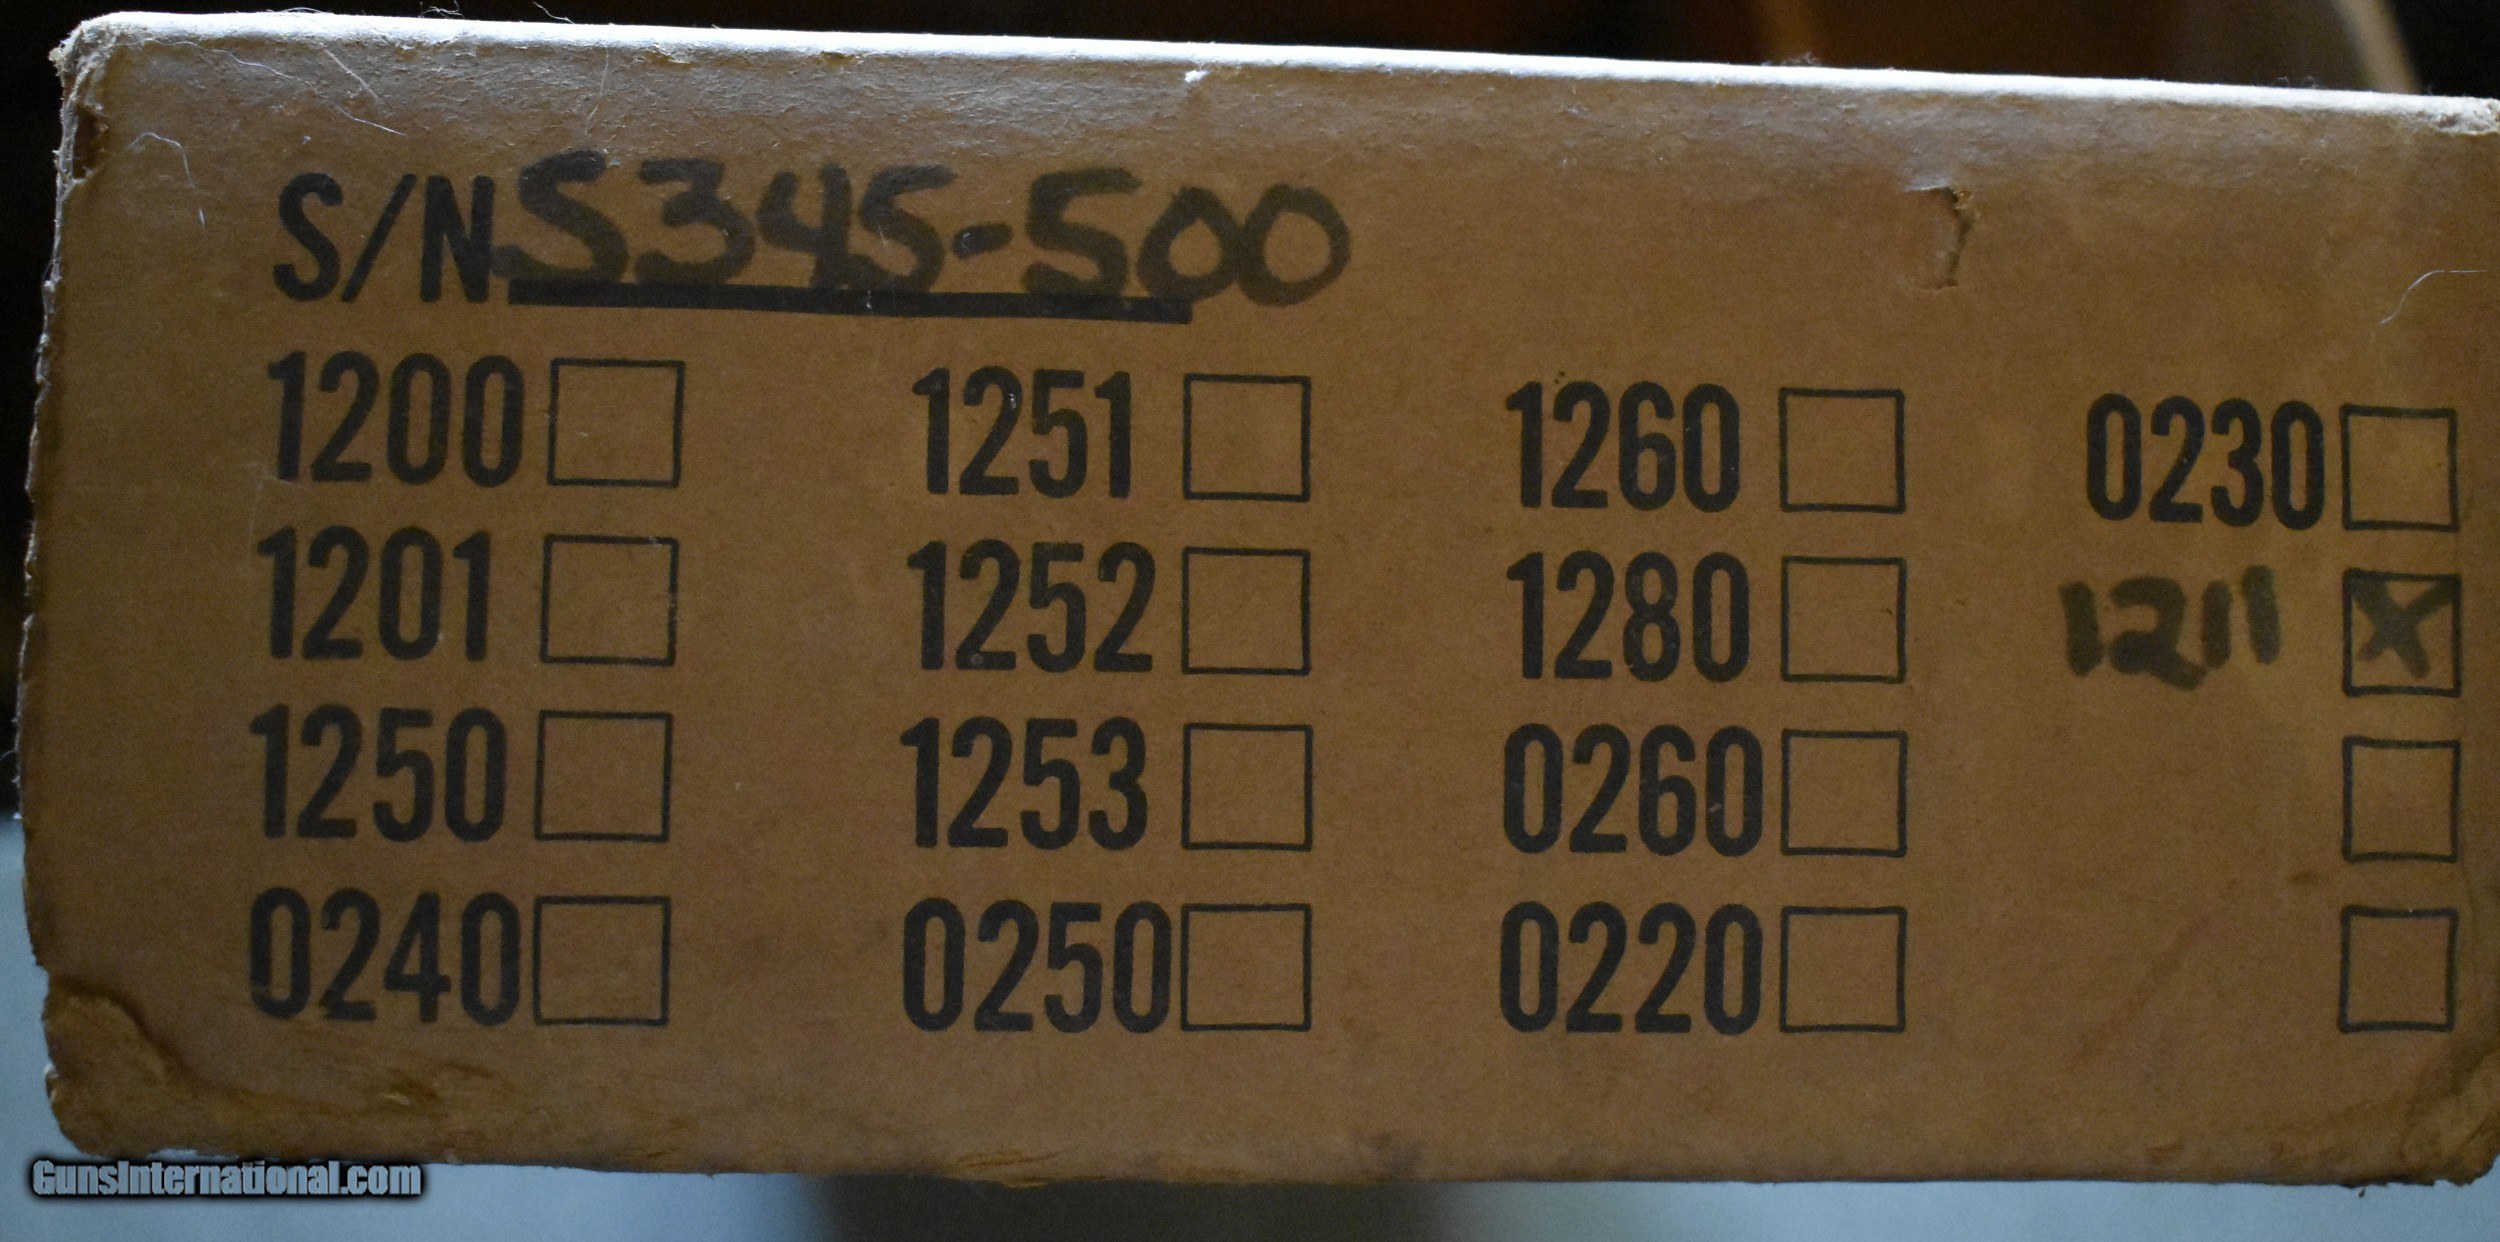 S/N S345-500
1200 1251 1260 0230
1201 1252 1280 1211 X
1250 1253 0260
0240 0250 0220
GunsInternational.com